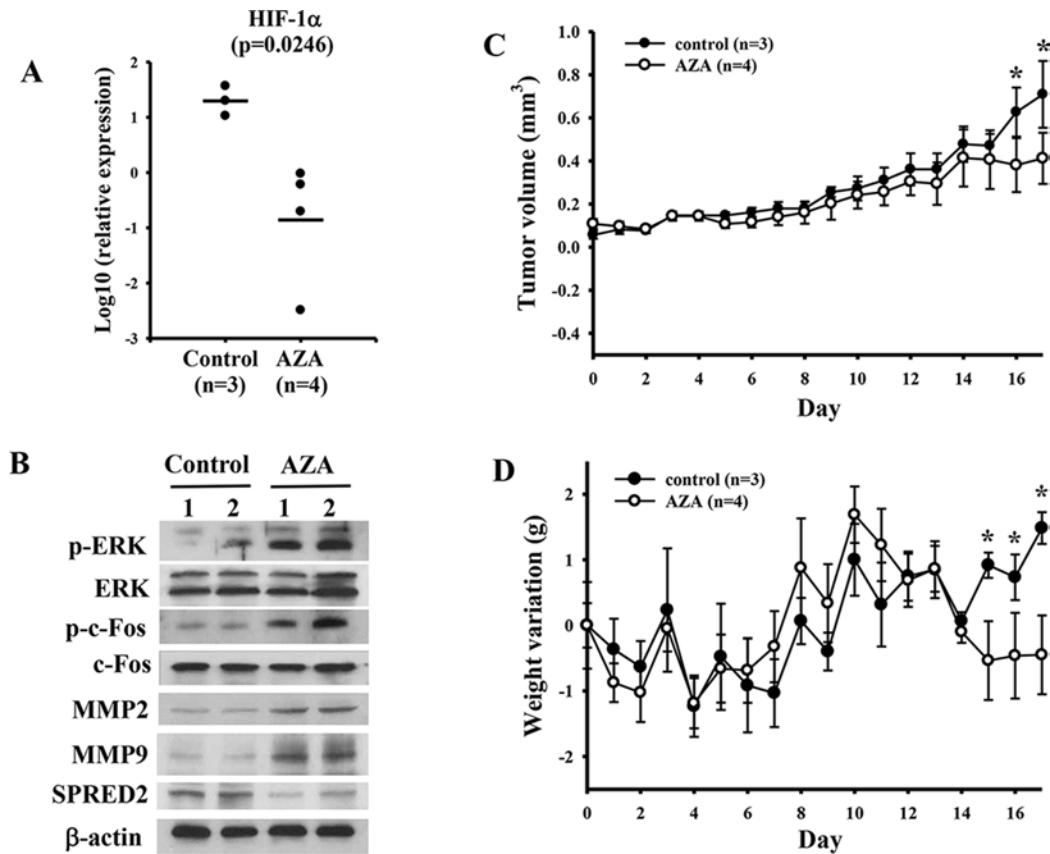 A
HIF-1α
(p=0.0246)
Log10 (relative expression)
2
1
0
-1
-2
-3
Control
(n=3)
AZA
(n=4)
B
Control
AZA
1 2 1 2
p-ERK
ERK
p-c-Fos
c-Fos
MMP2
MMP9
SPRED2
β-actin
C
control (n=3)
AZA (n=4)
* *
Tumor volume (mm³)
1.0
0.8
0.6
0.4
0.2
0.0
-0.2
-0.4
0 2 4 6 8 10 12 14 16
Day
D
control (n=3)
AZA (n=4)
* * *
Weight variation (g)
2
1
0
-1
-2
0 2 4 6 8 10 12 14 16
Day